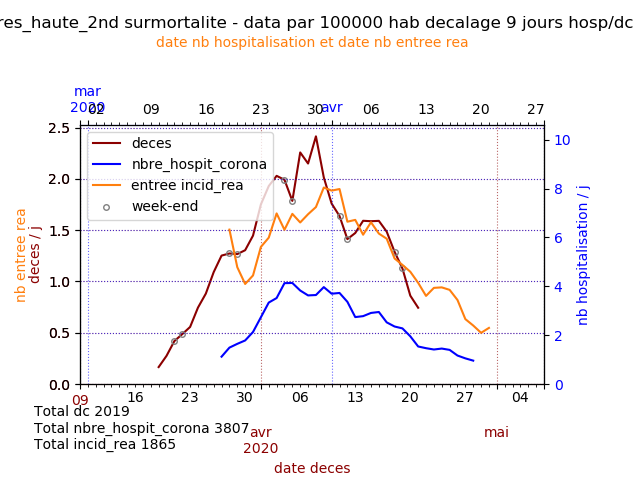 res_haute_2nd surmortalite - data par 100000 hab decalage 9 jours hosp/dc
date nb hospitalisation et date nb entree rea
mar
2020
avr
02 09 16 23 30 06 13 20 27
2.5
2.0
1.5
1.0
0.5
0.0
10
8
6
4
2
0
deces
nbre_hospit_corona
entree incid_rea
week-end
nb entree rea
deces / j
nb hospitalisation / j
09 16 23 30 06 13 20 27 04
avr
2020
mai
Total dc 2019
Total nbre_hospit_corona 3807
Total incid_rea 1865
date deces